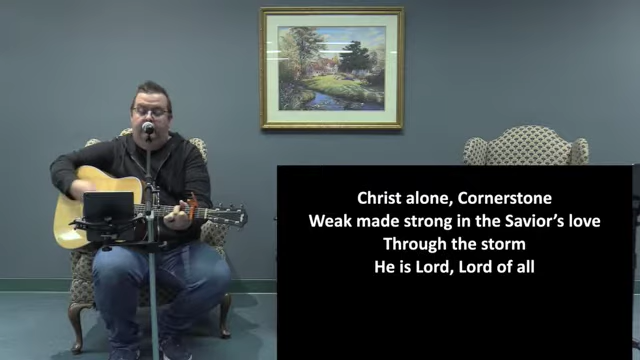 Christ alone, Cornerstone
Weak made strong in the Savior's love
Through the storm
He is Lord, Lord of all